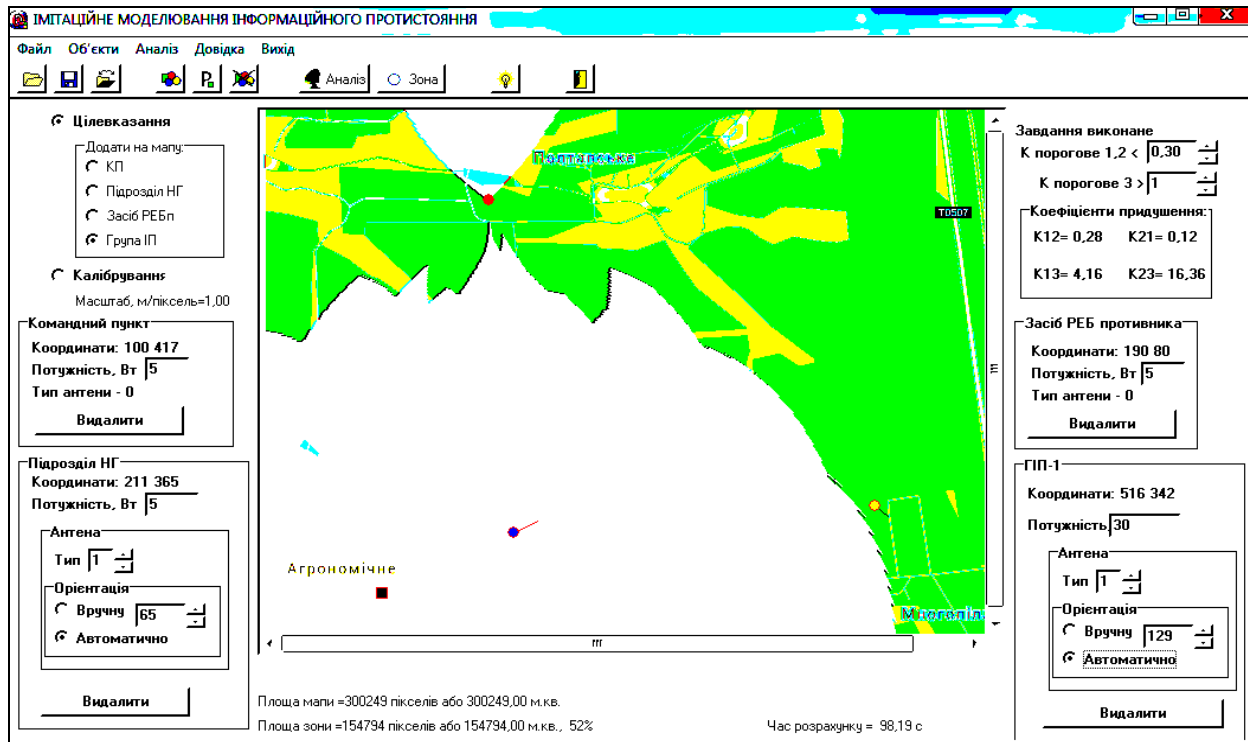 ІМІТАЦІЙНЕ МОДЕЛЮВАННЯ ІНФОРМАЦІЙНОГО ПРОТИСТОЯННЯ
Файл Об'єкти Аналіз Довідка Вихід
Аналіз Зона
Цілевказання
Додати на мапу:
КП
Підрозділ НГ
Засіб РЕБп
Група ІП
Калібрування
Масштаб, м/піксель=1,00
Командний пункт
Координати: 100 417
Потужність, Вт 5
Тип антени - 0
Видалити
Підрозділ НГ
Координати: 211 365
Потужність, Вт 5
Антена
Тип 1
Орієнтація
Вручну 65
Автоматично
Видалити
T0507
Агрономічне
Площа мапи =300249 пікселів або 300249,00 м.кв.
Площа зони =154794 пікселів або 154794,00 м.кв., 52%
Час розрахунку = 98,19 с
Завдання виконане
К порогове 1,2 < 0,30
К порогове 3 > 1
Коефіцієнти придушення:
К12= 0,28 К21= 0,12
К13= 4,16 К23= 16,36
Засіб РЕБ противника
Координати: 190 80
Потужність, Вт 5
Тип антени - 0
Видалити
ГІП-1
Координати: 516 342
Потужність, 30
Антена
Тип 1
Орієнтація
Вручну 129
Автоматично
Видалити